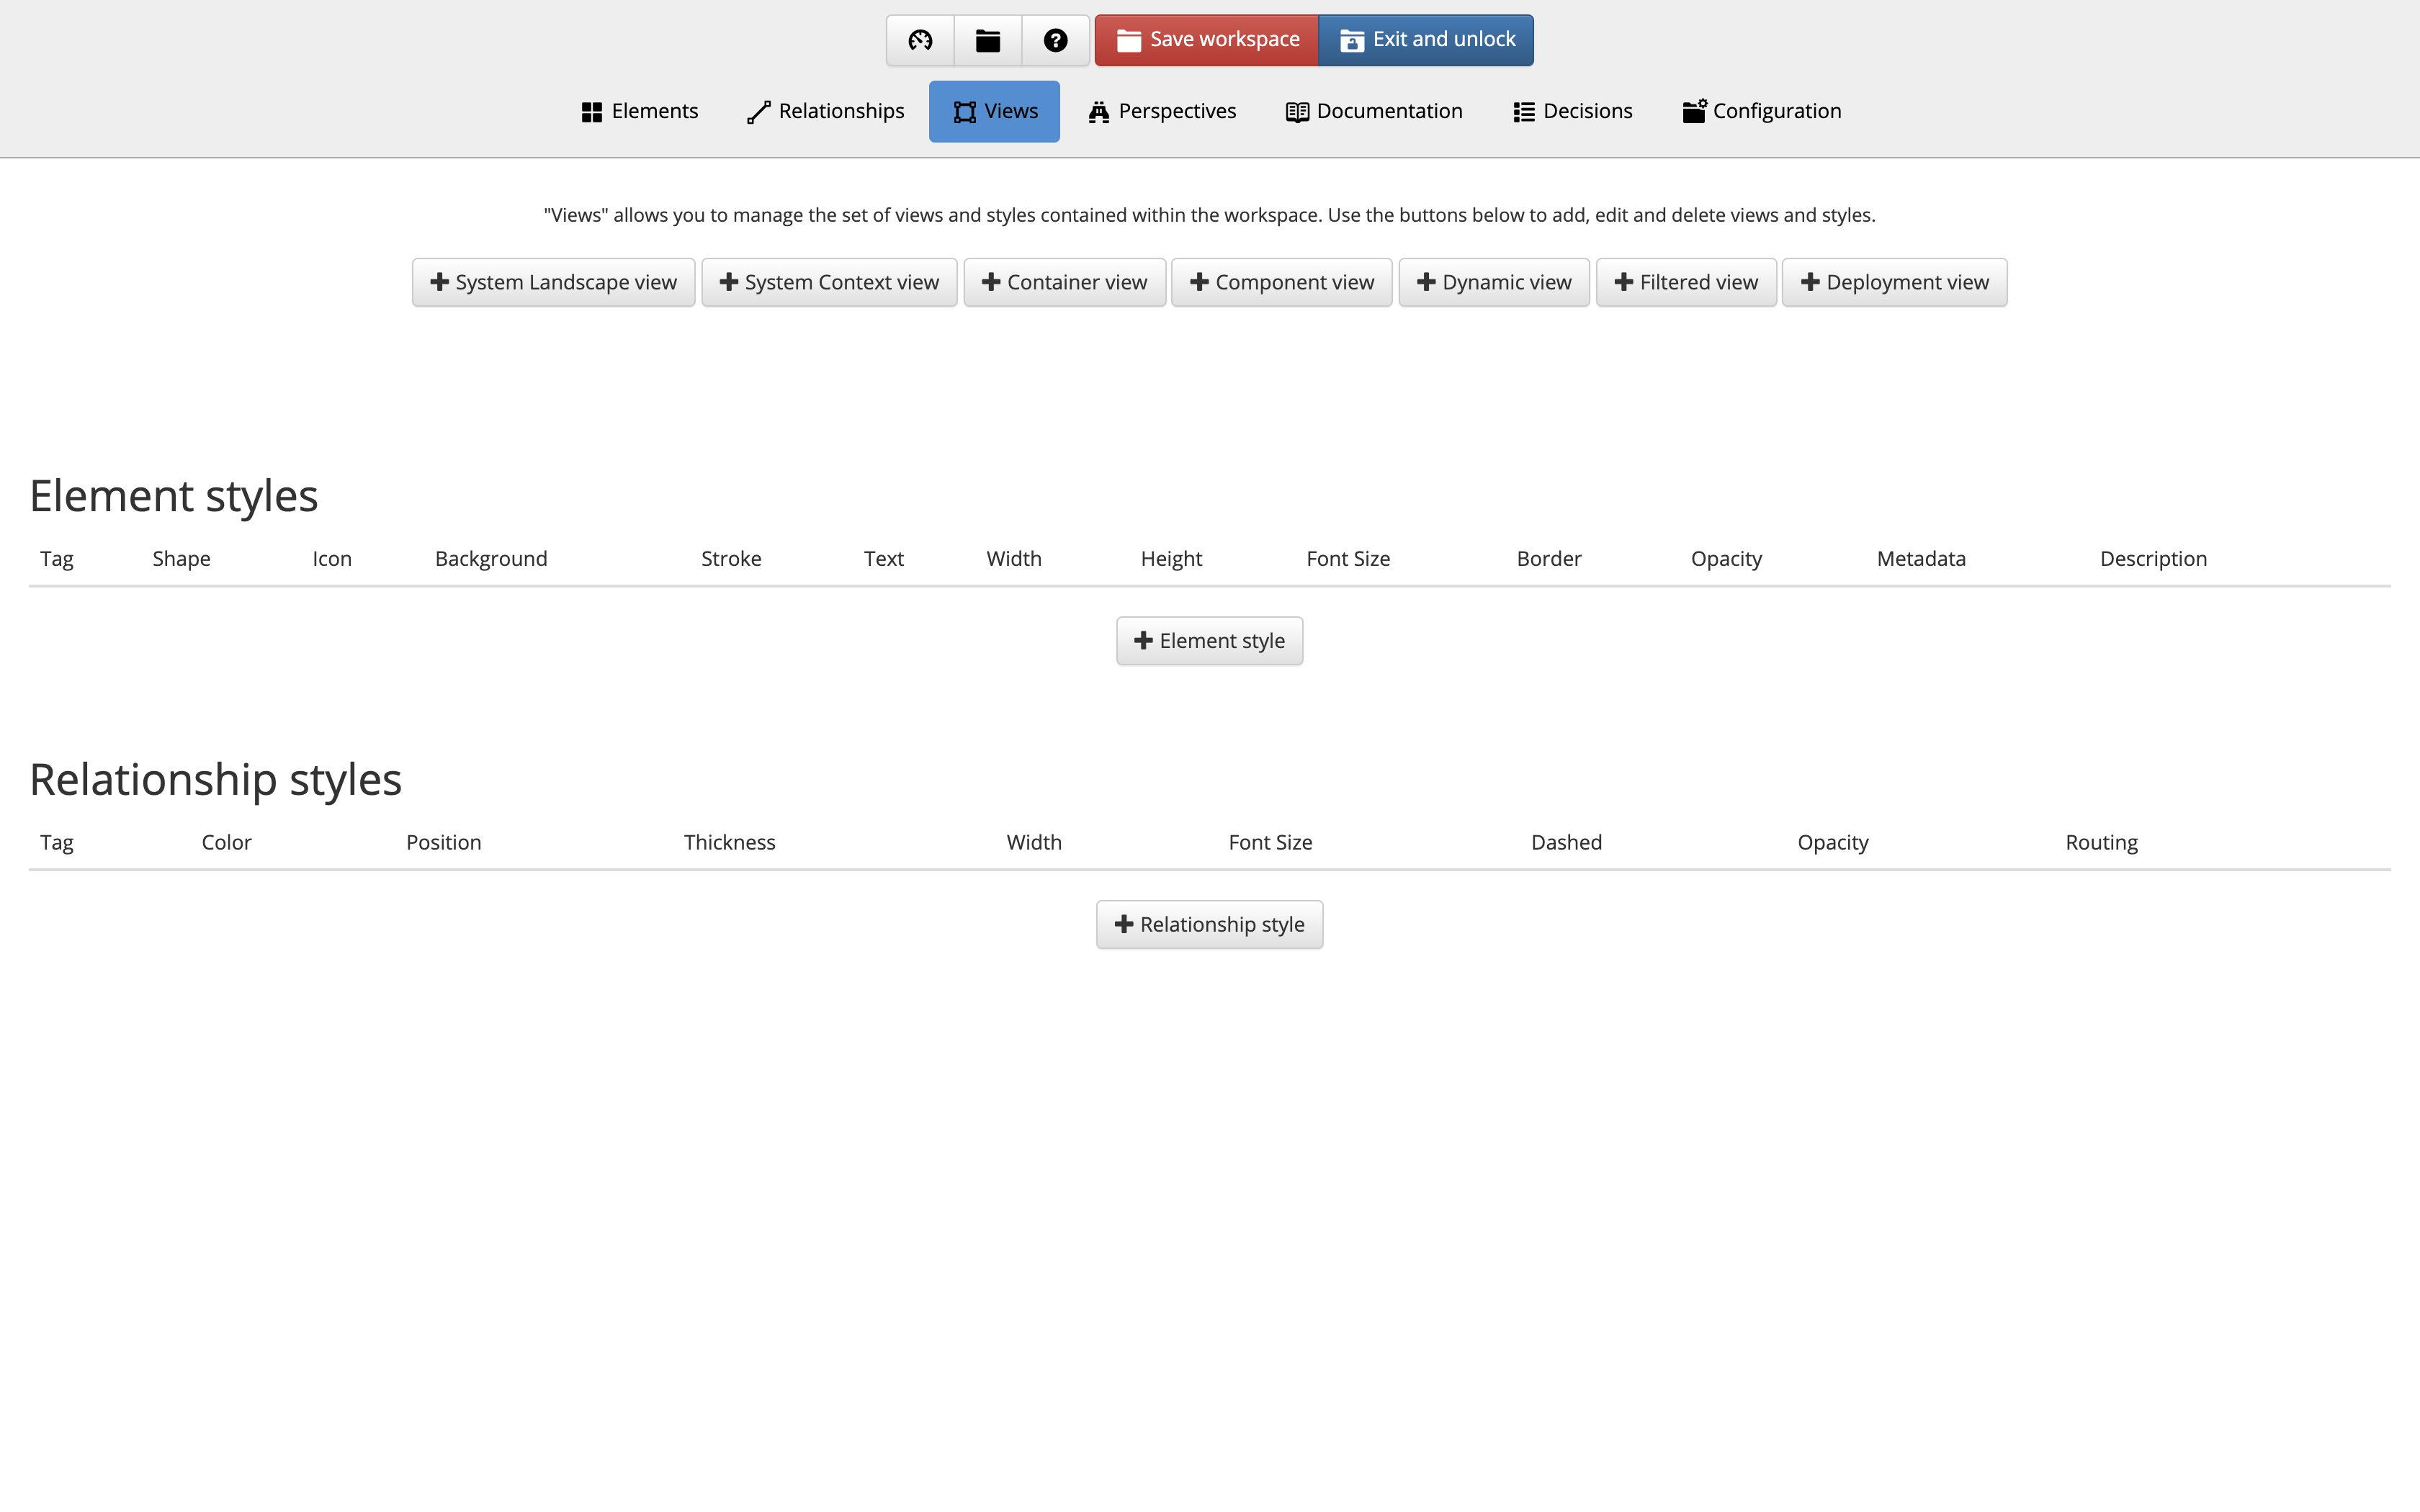 Save workspace Exit and unlock
Elements Relationships Views Perspectives Documentation Decisions Configuration
"Views" allows you to manage the set of views and styles contained within the workspace. Use the buttons below to add, edit and delete views and styles.
System Landscape view System Context view Container view Component view Dynamic view Filtered view Deployment view
Element styles
Tag Shape Icon Background Stroke Text Width Height Font Size Border Opacity Metadata Description
Element style
Relationship styles
Tag Color Position Thickness Width Font Size Dashed Opacity Routing
Relationship style